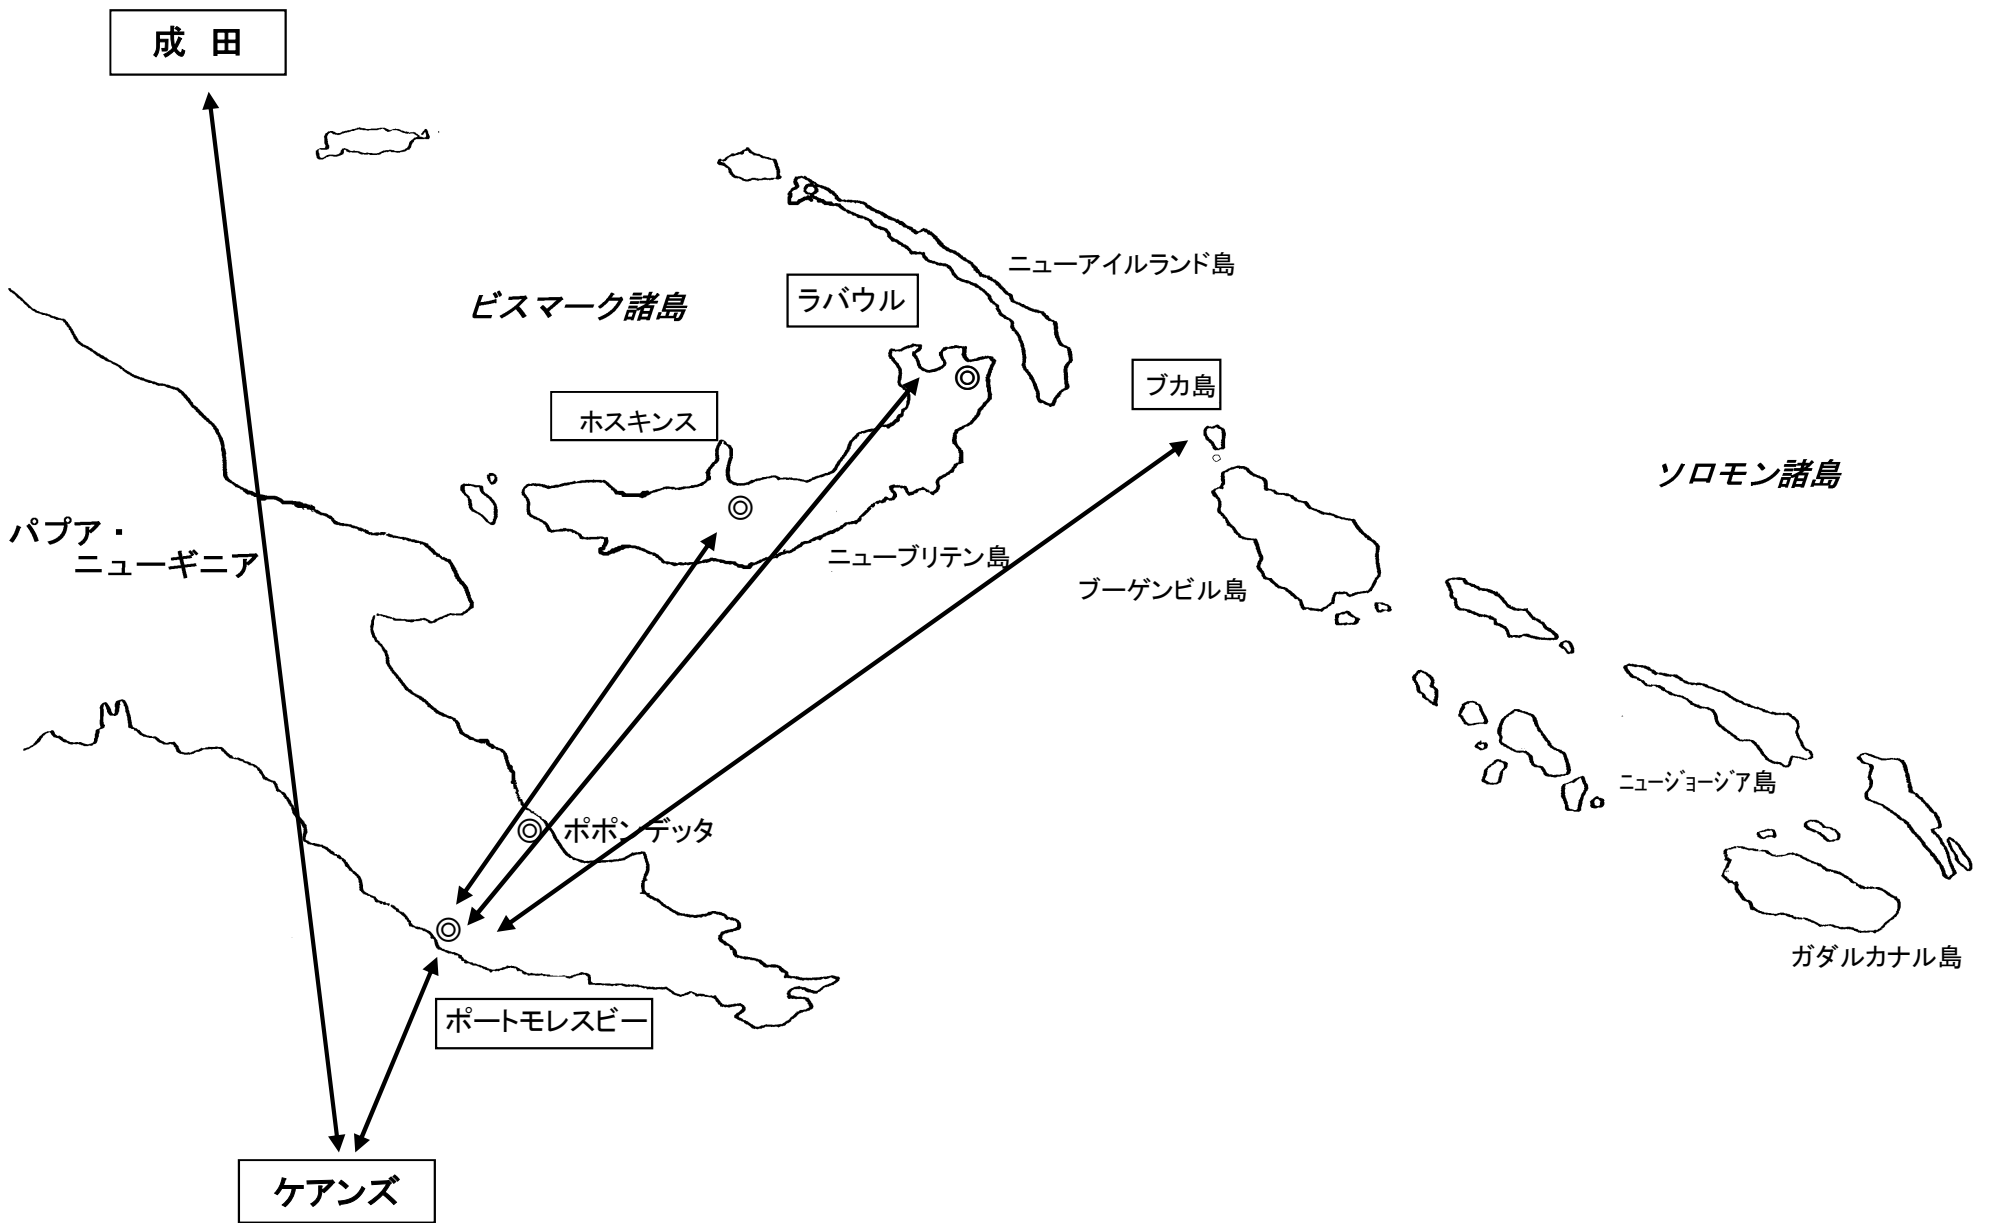 成 田
ニューアイルランド島
ビスマーク諸島
ラバウル
ブカ島
ホスキンス
ソロモン諸島
パプア・
ニューギニア
ニューブリテン島
ブーゲンビル島
ニュージョージア島
ポポンデッタ
ガダルカナル島
ポートモレスビー
ケアンズ